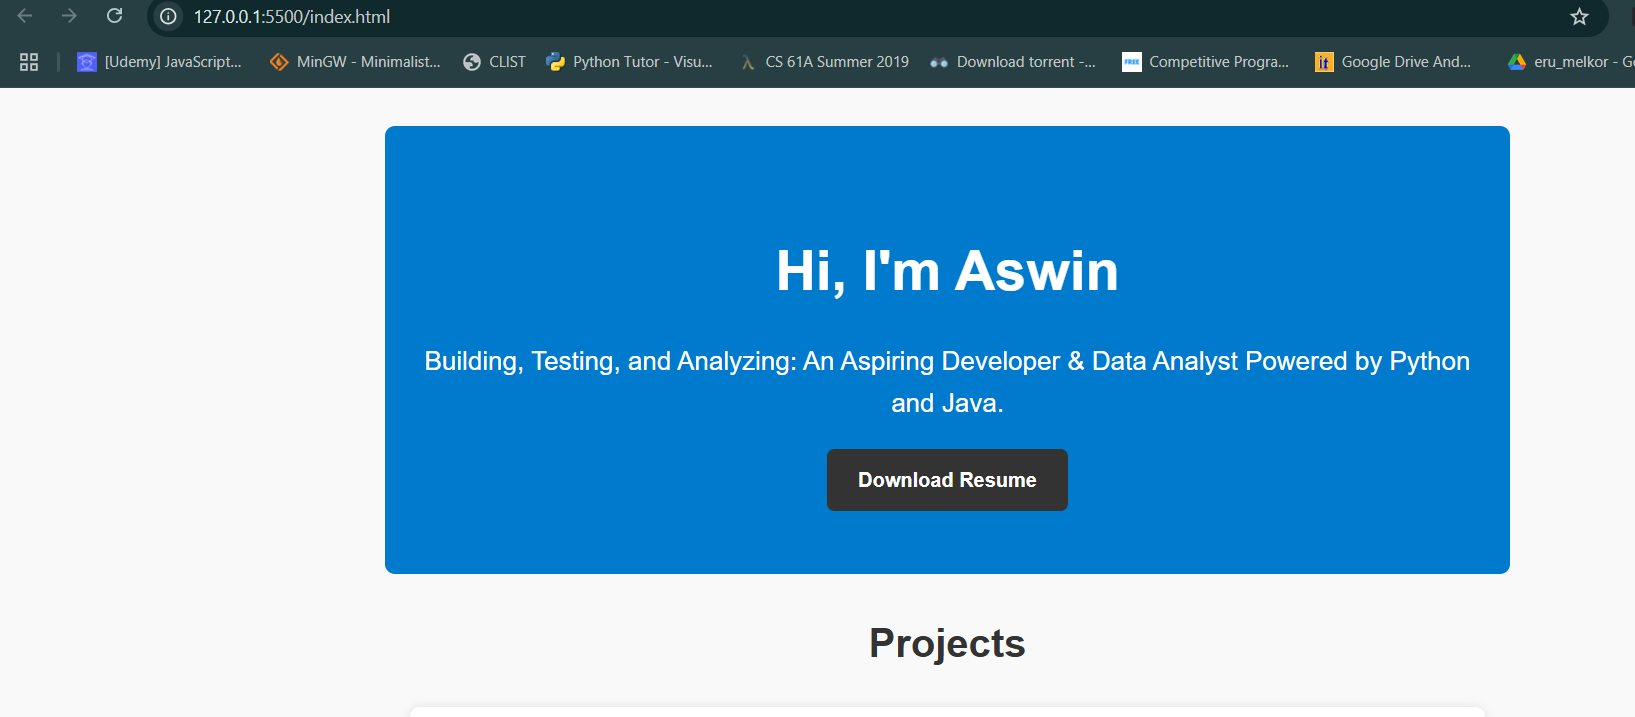 127.0.0.1:5500/index.html
[Udemy] JavaScript...
MinGW - Minimalist...
CLIST
Python Tutor - Visu...
λ CS 61A Summer 2019
Download torrent -...
FREE Competitive Progra...
it Google Drive And...
eru_melkor - G
Hi, I'm Aswin
Building, Testing, and Analyzing: An Aspiring Developer & Data Analyst Powered by Python
and Java.
Download Resume
Projects